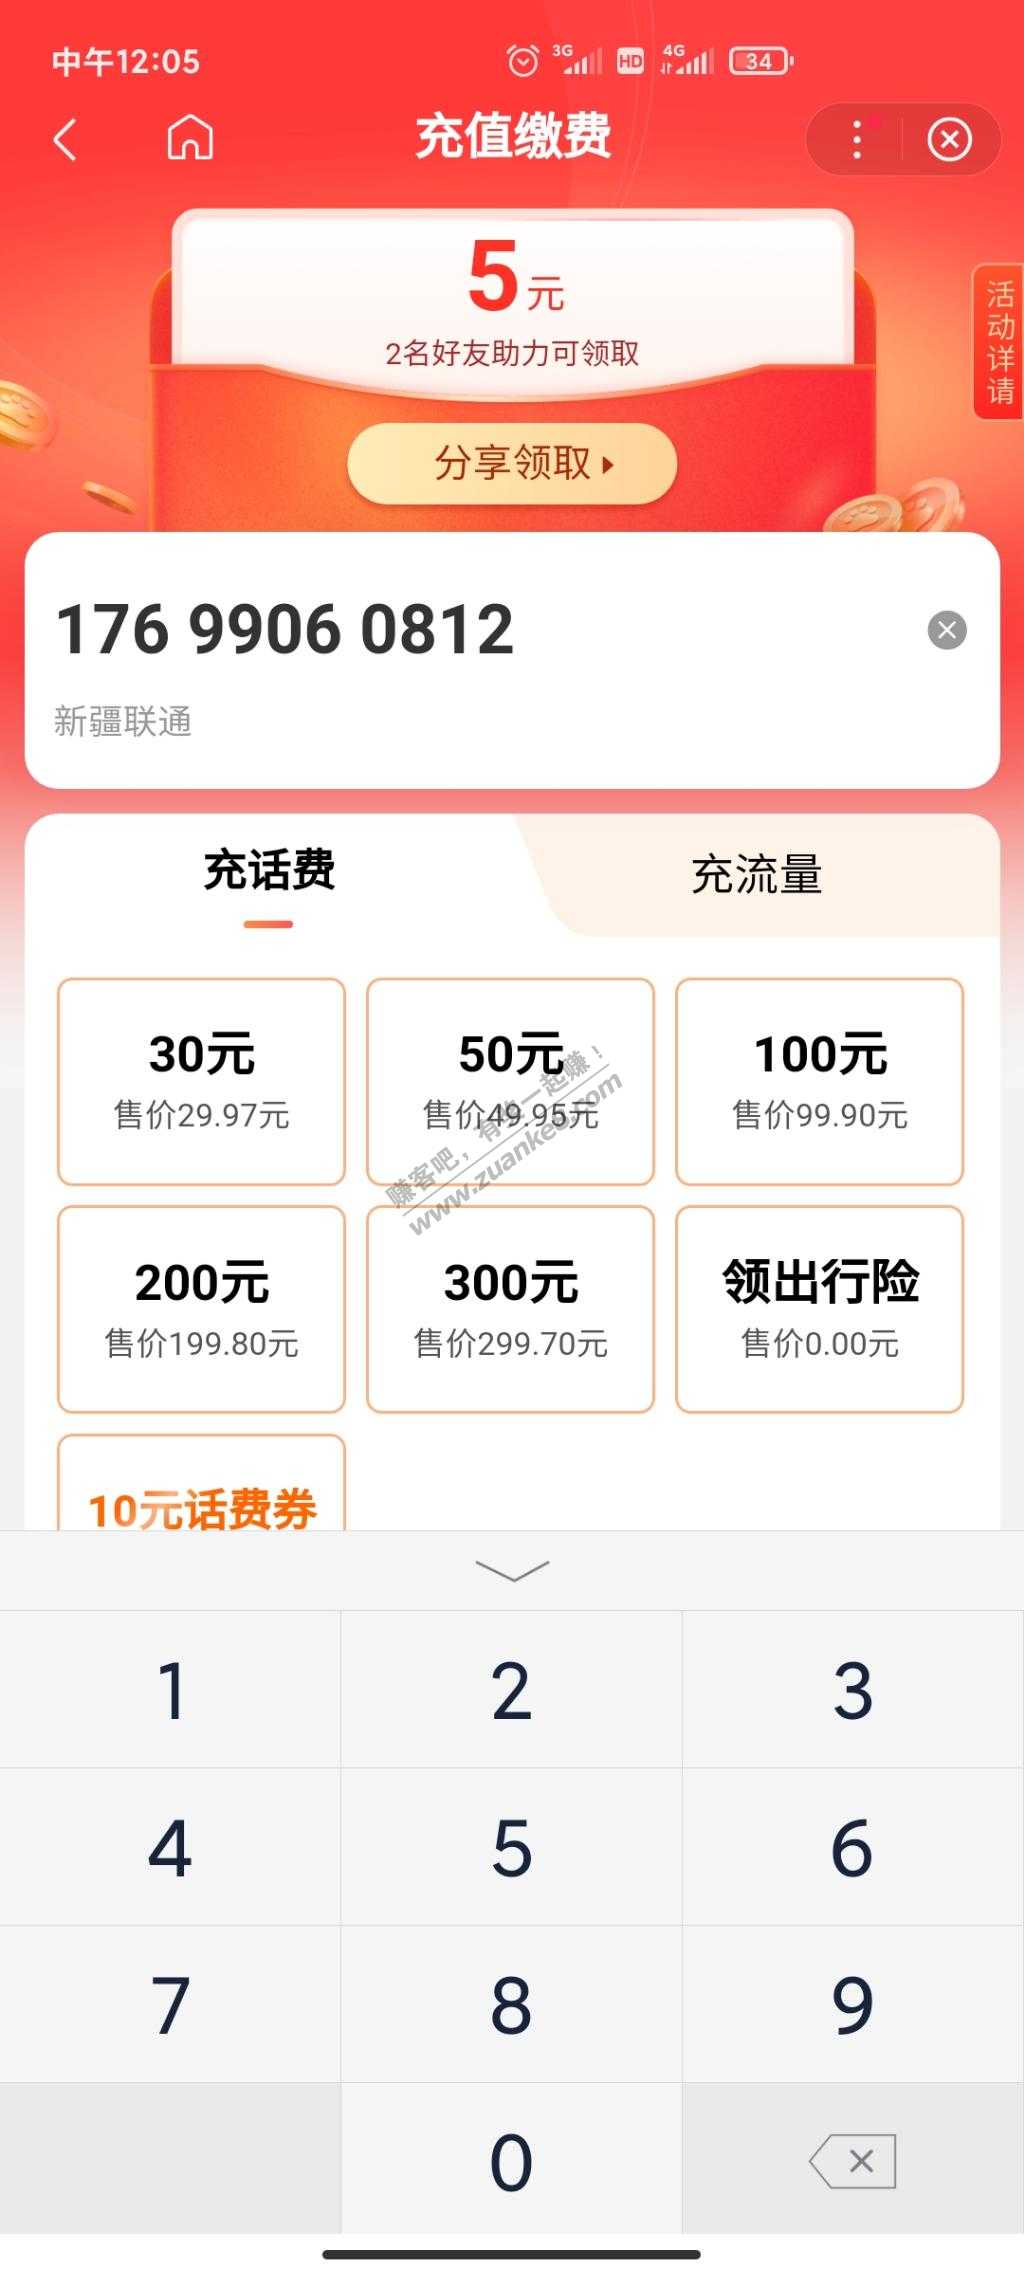 中午12:05
3G HD 4G 34
充值缴费
5元
2名好友助力可领取
活动详请
分享领取
176 9906 0812
新疆联通
充话费
充流量
30元
售价29.97元
50元
售价49.95元
100元
售价99.90元
赚客吧，有奖一起赚！
www.zuanke8.com
200元
售价199.80元
300元
售价299.70元
领出行险
售价0.00元
10元话费券
1 2 3
4 5 6
7 8 9
0